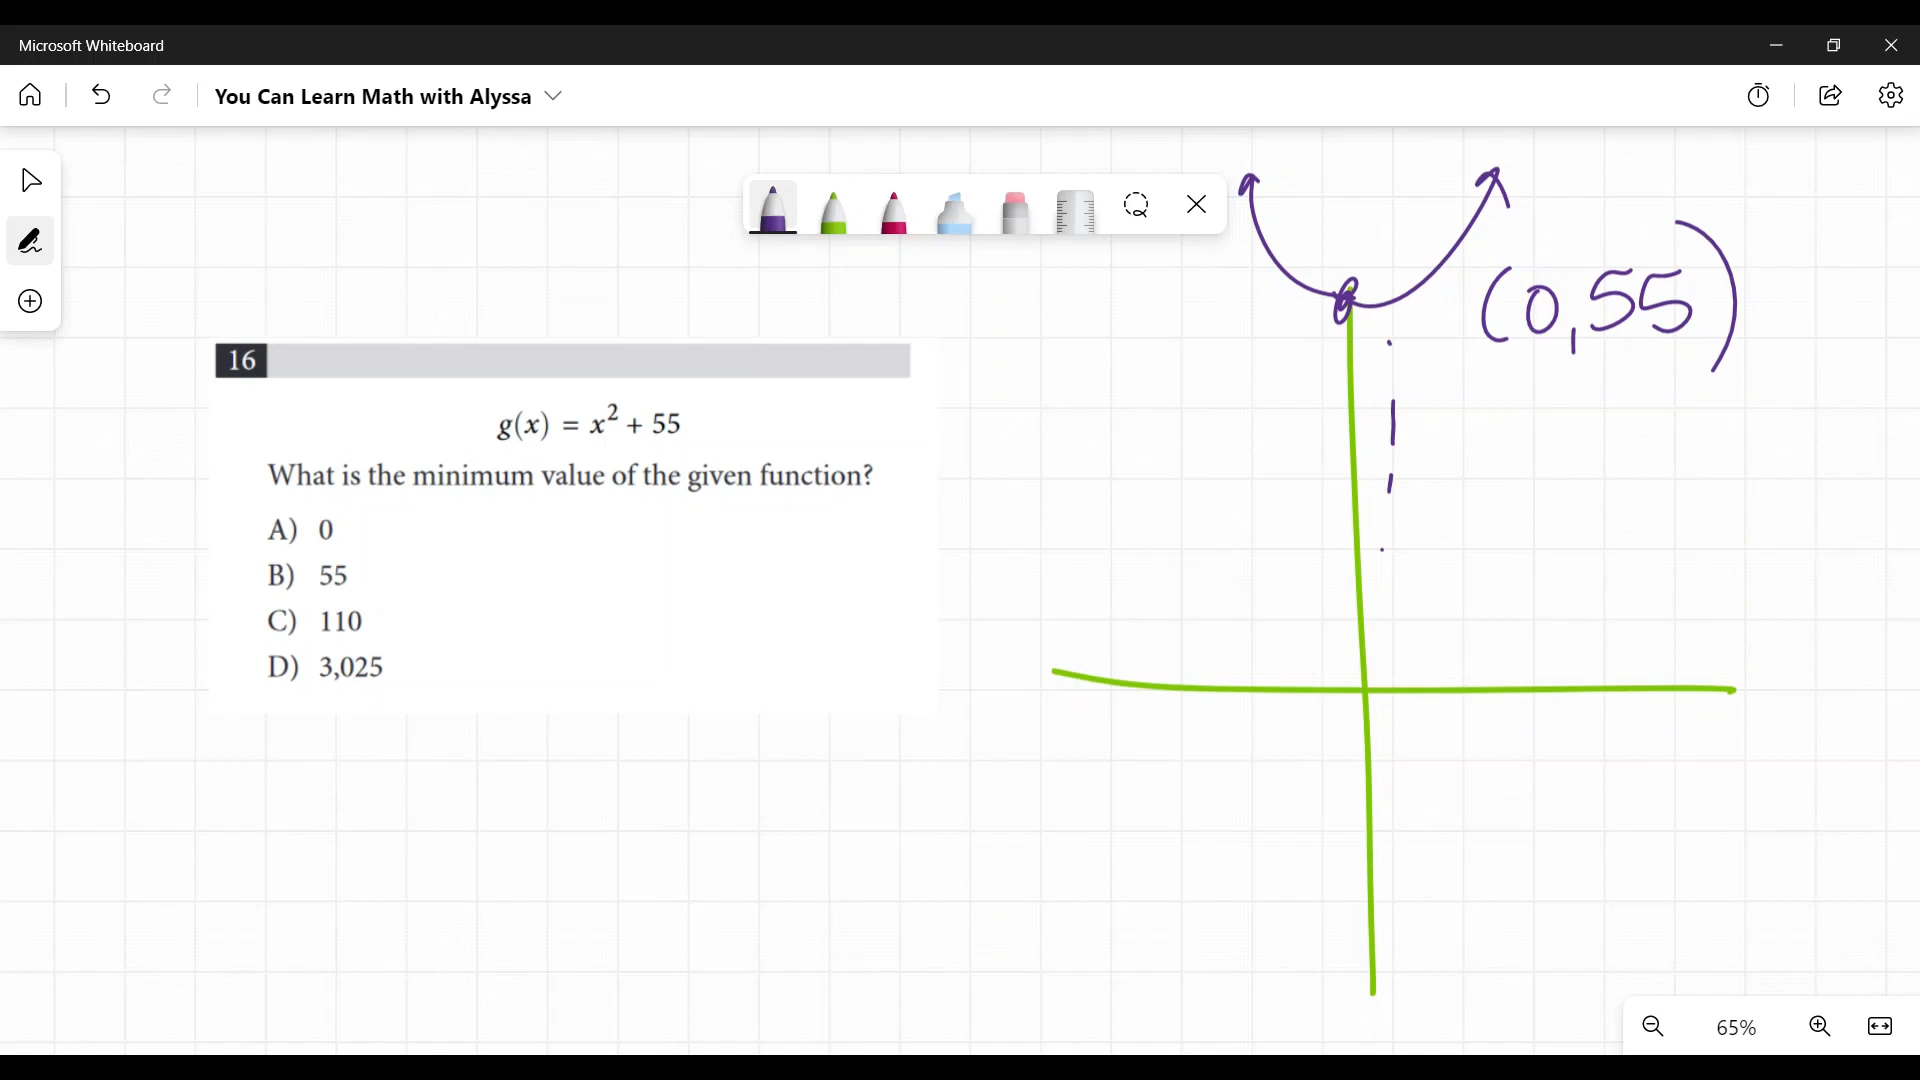 Microsoft Whiteboard
You Can Learn Math with Alyssa
(0,55)
16
g(x) = x² + 55
What is the minimum value of the given function?
A) 0
B) 55
C) 110
D) 3,025
65%